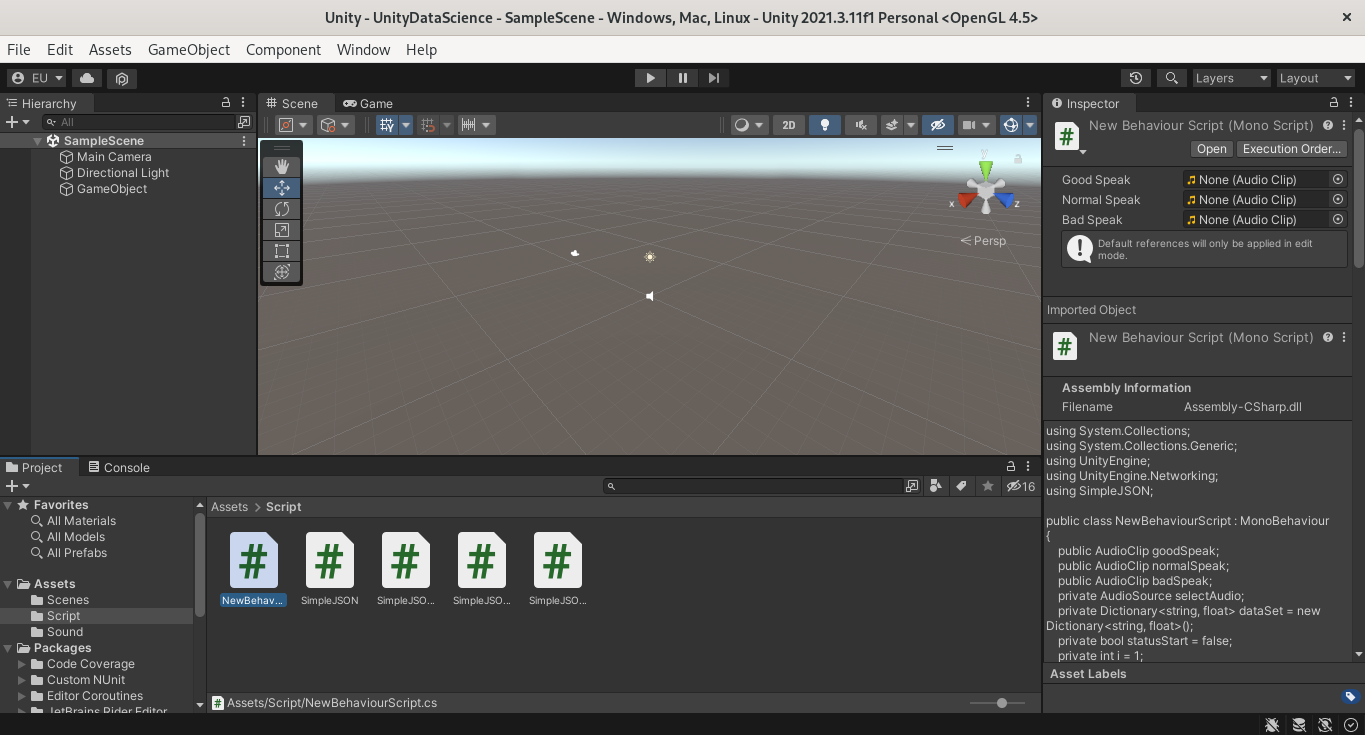 Unity - UnityDataScience - SampleScene - Windows, Mac, Linux - Unity 2021.3.11f1 Personal <OpenGL 4.5>
File Edit Assets GameObject Component Window Help
EU Layers Layout
Hierarchy
All
SampleScene
Main Camera
Directional Light
GameObject
Scene Game
2D
y
x
z
Persp
Inspector
New Behaviour Script (Mono Script)
Open Execution Order...
Good Speak None (Audio Clip)
Normal Speak None (Audio Clip)
Bad Speak None (Audio Clip)
Default references will only be applied in edit
mode.
Imported Object
New Behaviour Script (Mono Script)
Assembly Information
Filename Assembly-CSharp.dll
using System.Collections;
using System.Collections.Generic;
using UnityEngine;
using UnityEngine.Networking;
using SimpleJSON;
public class NewBehaviourScript : MonoBehaviour
{
public AudioClip goodSpeak;
public AudioClip normalSpeak;
public AudioClip badSpeak;
private AudioSource selectAudio;
private Dictionary<string, float> dataSet = new
Dictionary<string, float>();
private bool statusStart = false;
private int i = 1;
Asset Labels
Project Console
16
Favorites
All Materials
All Models
All Prefabs
Assets
Scenes
Script
Sound
Packages
Code Coverage
Custom NUnit
Editor Coroutines
JetBrains Rider Editor
Assets > Script
NewBehav... SimpleJSON SimpleJSO... SimpleJSO... SimpleJSO...
Assets/Script/NewBehaviourScript.cs